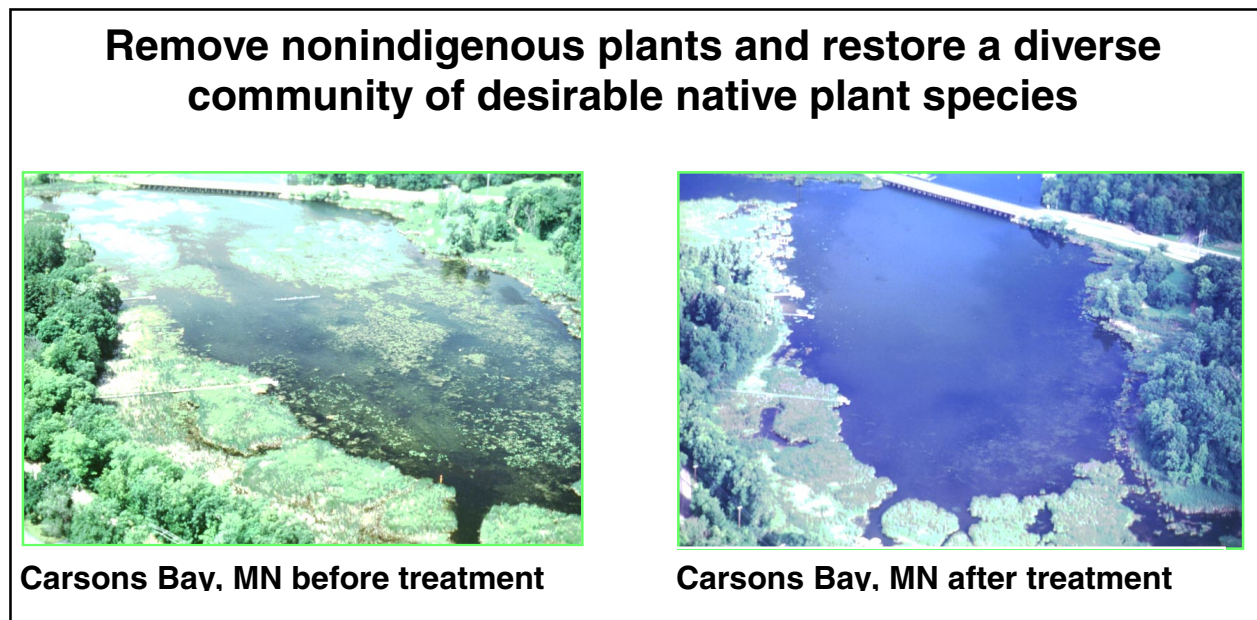 Remove nonindigenous plants and restore a diverse
community of desirable native plant species
Carsons Bay, MN before treatment
Carsons Bay, MN after treatment